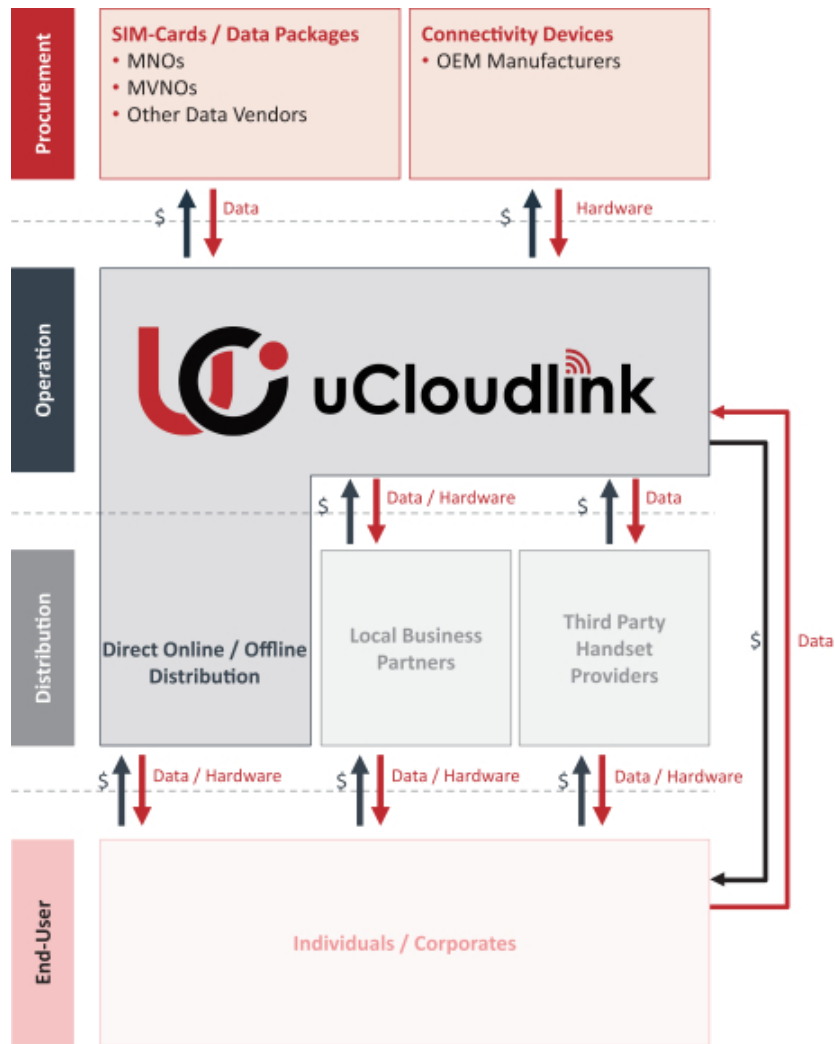 Procurement
SIM-Cards / Data Packages
• MNOs
• MVNOs
• Other Data Vendors
Connectivity Devices
• OEM Manufacturers
$
Data
$
Hardware
Operation
uCloudlink
$
Data / Hardware
$
Data
Distribution
Direct Online / Offline
Distribution
Local Business
Partners
Third Party
Handset
Providers
$
Data
$
Data / Hardware
$
Data / Hardware
$
Data / Hardware
End-User
Individuals / Corporates